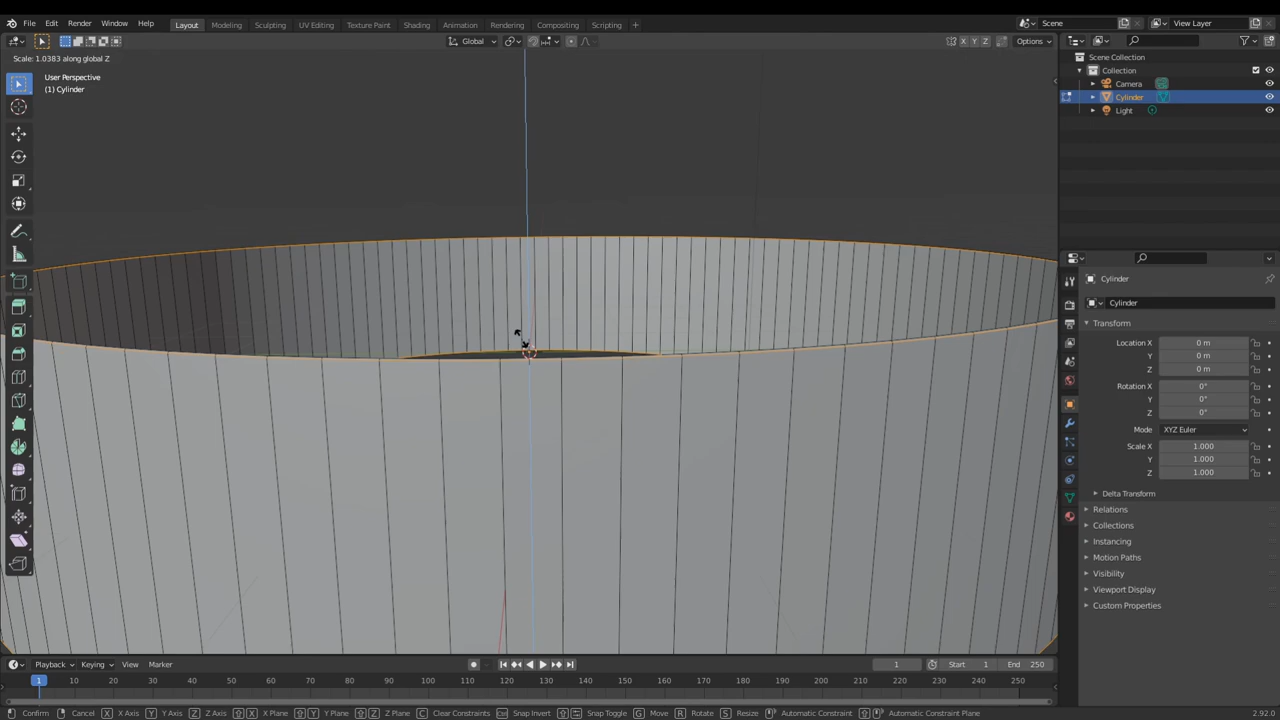 File Edit Render Window Help Layout Modeling Sculpting UV Editing Texture Paint Shading Animation Rendering Compositing Scripting + Scene View Layer
Global X Y Z Options
Scale: 1.0383 along global Z
User Perspective
(1) Cylinder
Scene Collection
Collection
Camera
Cylinder
Light
Cylinder
Cylinder
Transform
Location X 0 m
Y 0 m
Z 0 m
Rotation X 0°
Y 0°
Z 0°
Mode XYZ Euler
Scale X 1.000
Y 1.000
Z 1.000
Delta Transform
Relations
Collections
Instancing
Motion Paths
Visibility
Viewport Display
Custom Properties
Playback Keying View Marker 1 Start 1 End 250
1 10 20 30 40 50 60 70 80 90 100 110 120 130 140 150 160 170 180 190 200 210 220 230 240 250
Confirm Cancel X X Axis Y Y Axis Z Z Axis X X Plane Y Y Plane Z Z Plane C Clear Constraints Snap Invert Snap Toggle G Move R Rotate S Resize Automatic Constraint Automatic Constraint Plane 2.92.0